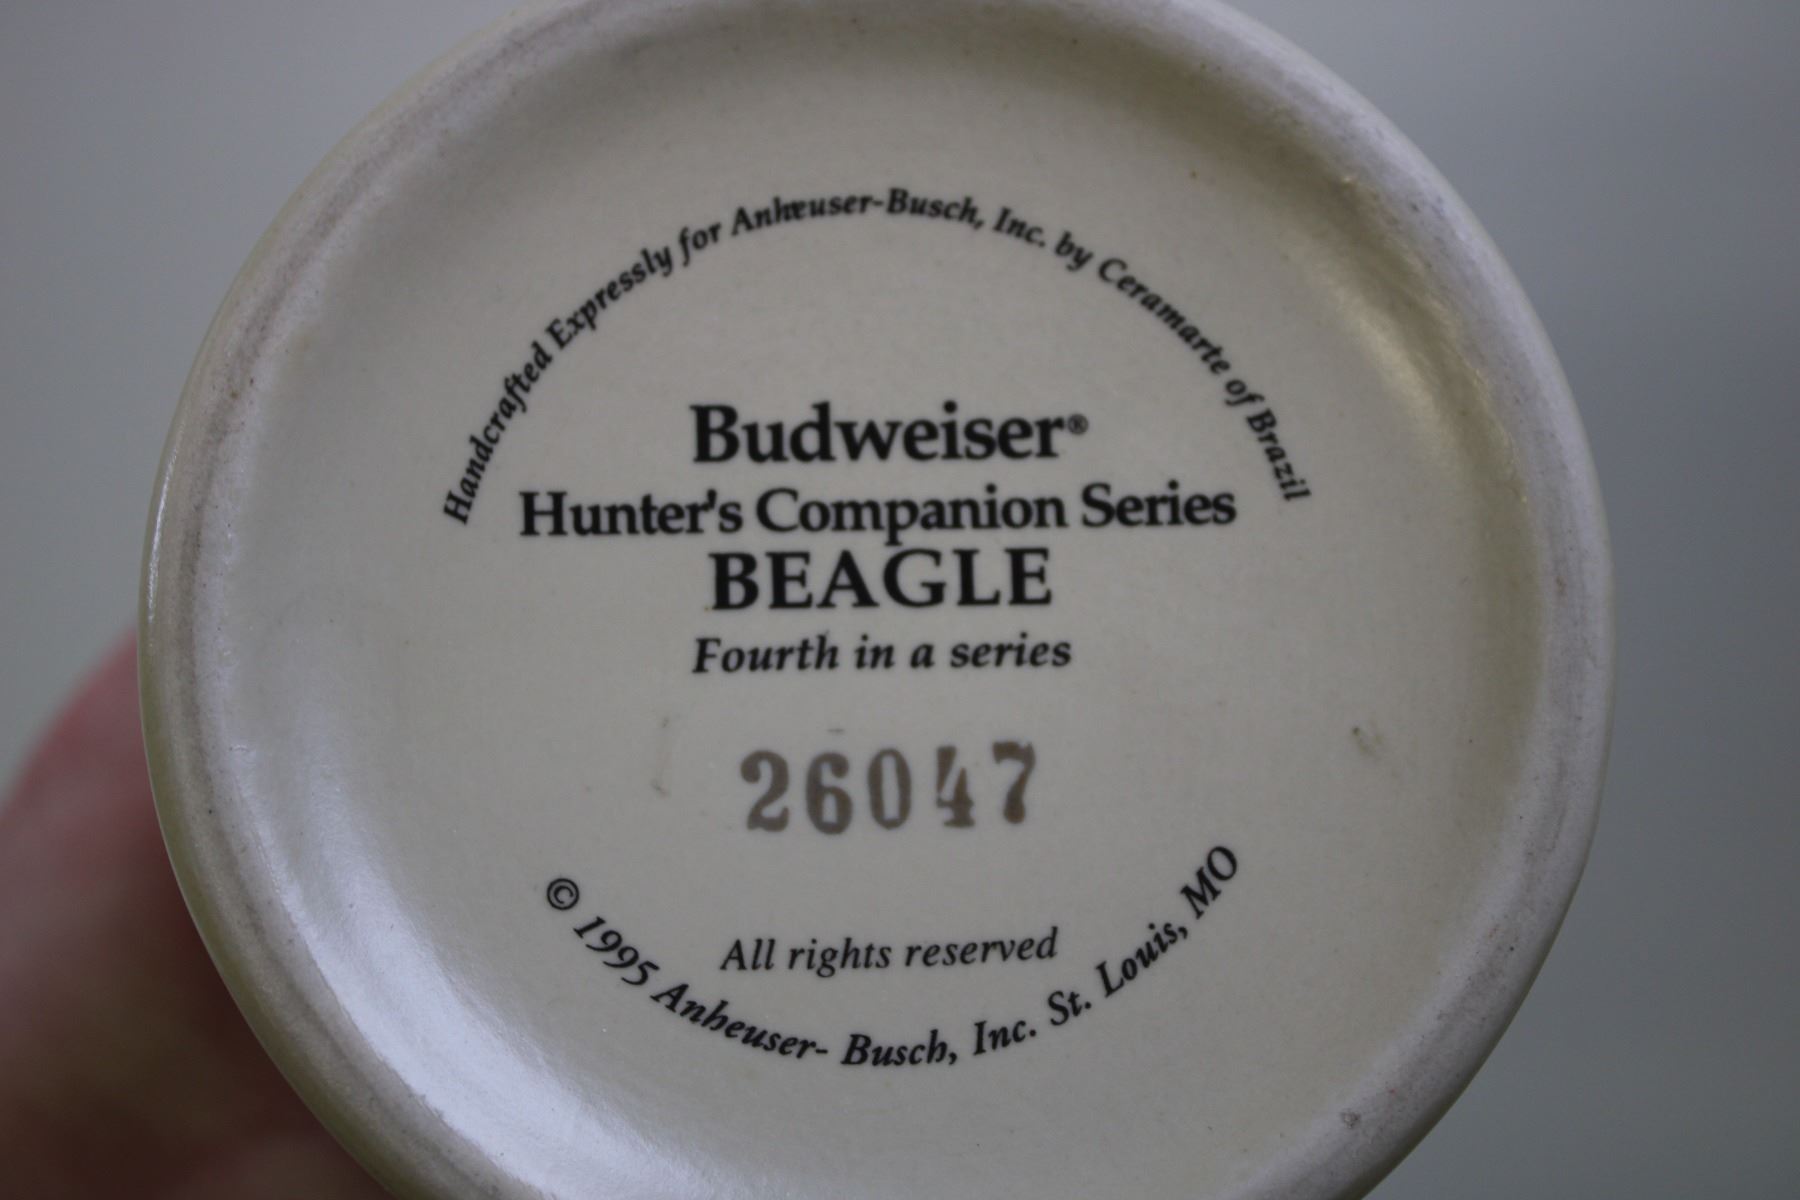 Handcrafted Expressly for Anheuser-Busch, Inc. by Ceramarte of Brazil
Budweiser®
Hunter's Companion Series
BEAGLE
Fourth in a series
26047
All rights reserved
© 1995 Anheuser- Busch, Inc. St. Louis, MO